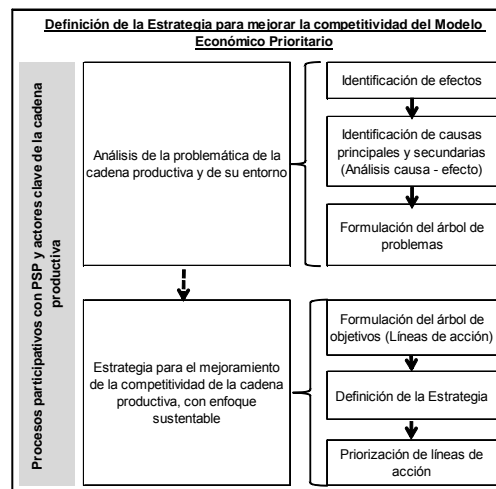 Definición de la Estrategia para mejorar la competitividad del Modelo
Económico Prioritario
Procesos participativos con PSP y actores clave de la cadena
productiva
Análisis de la problemática de la
cadena productiva y de su entorno
Identificación de efectos
Identificación de causas
principales y secundarias
(Análisis causa - efecto)
Formulación del árbol de
problemas
Estrategia para el mejoramiento
de la competitividad de la cadena
productiva, con enfoque
sustentable
Formulación del árbol de
objetivos (Líneas de acción)
Definición de la Estrategia
Priorización de líneas de
acción